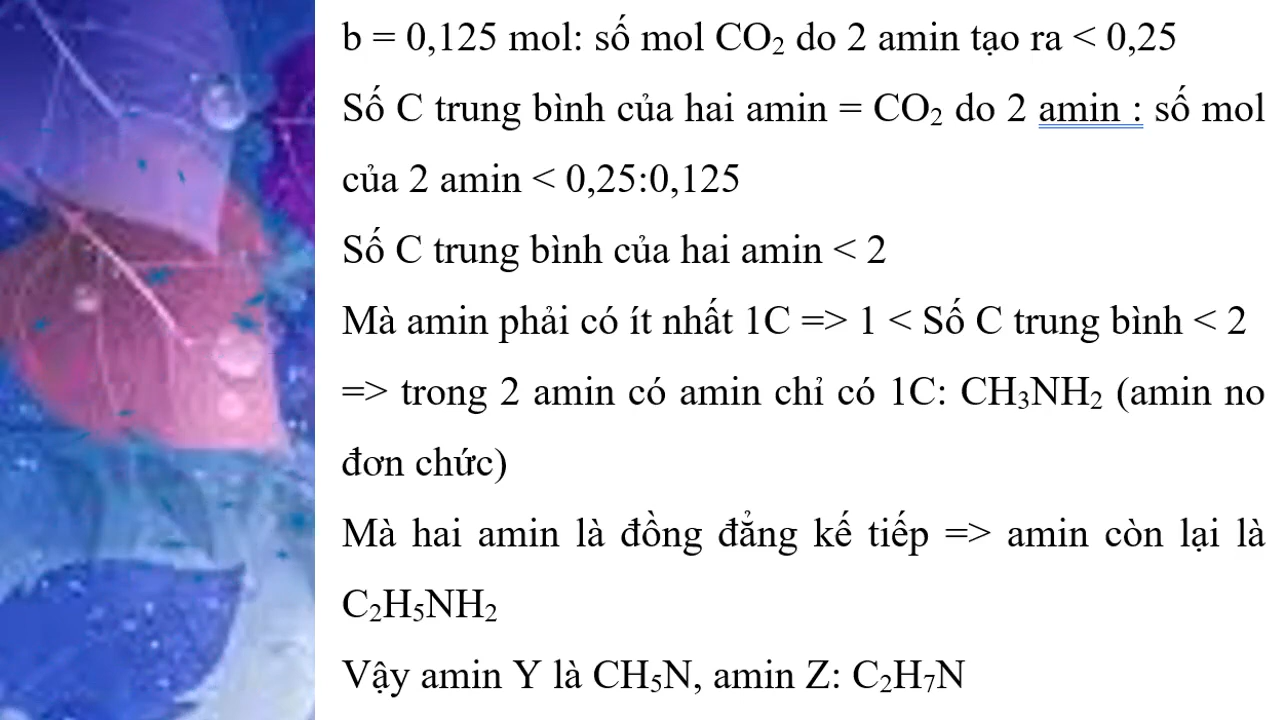 b = 0,125 mol: số mol CO₂ do 2 amin tạo ra < 0,25
Số C trung bình của hai amin = CO₂ do 2 amin : số mol
của 2 amin < 0,25:0,125
Số C trung bình của hai amin < 2
Mà amin phải có ít nhất 1C => 1 < Số C trung bình < 2
=> trong 2 amin có amin chỉ có 1C: CH₃NH₂ (amin no
đơn chức)
Mà hai amin là đồng đẳng kế tiếp => amin còn lại là
C₂H₅NH₂
Vậy amin Y là CH₅N, amin Z: C₂H₇N